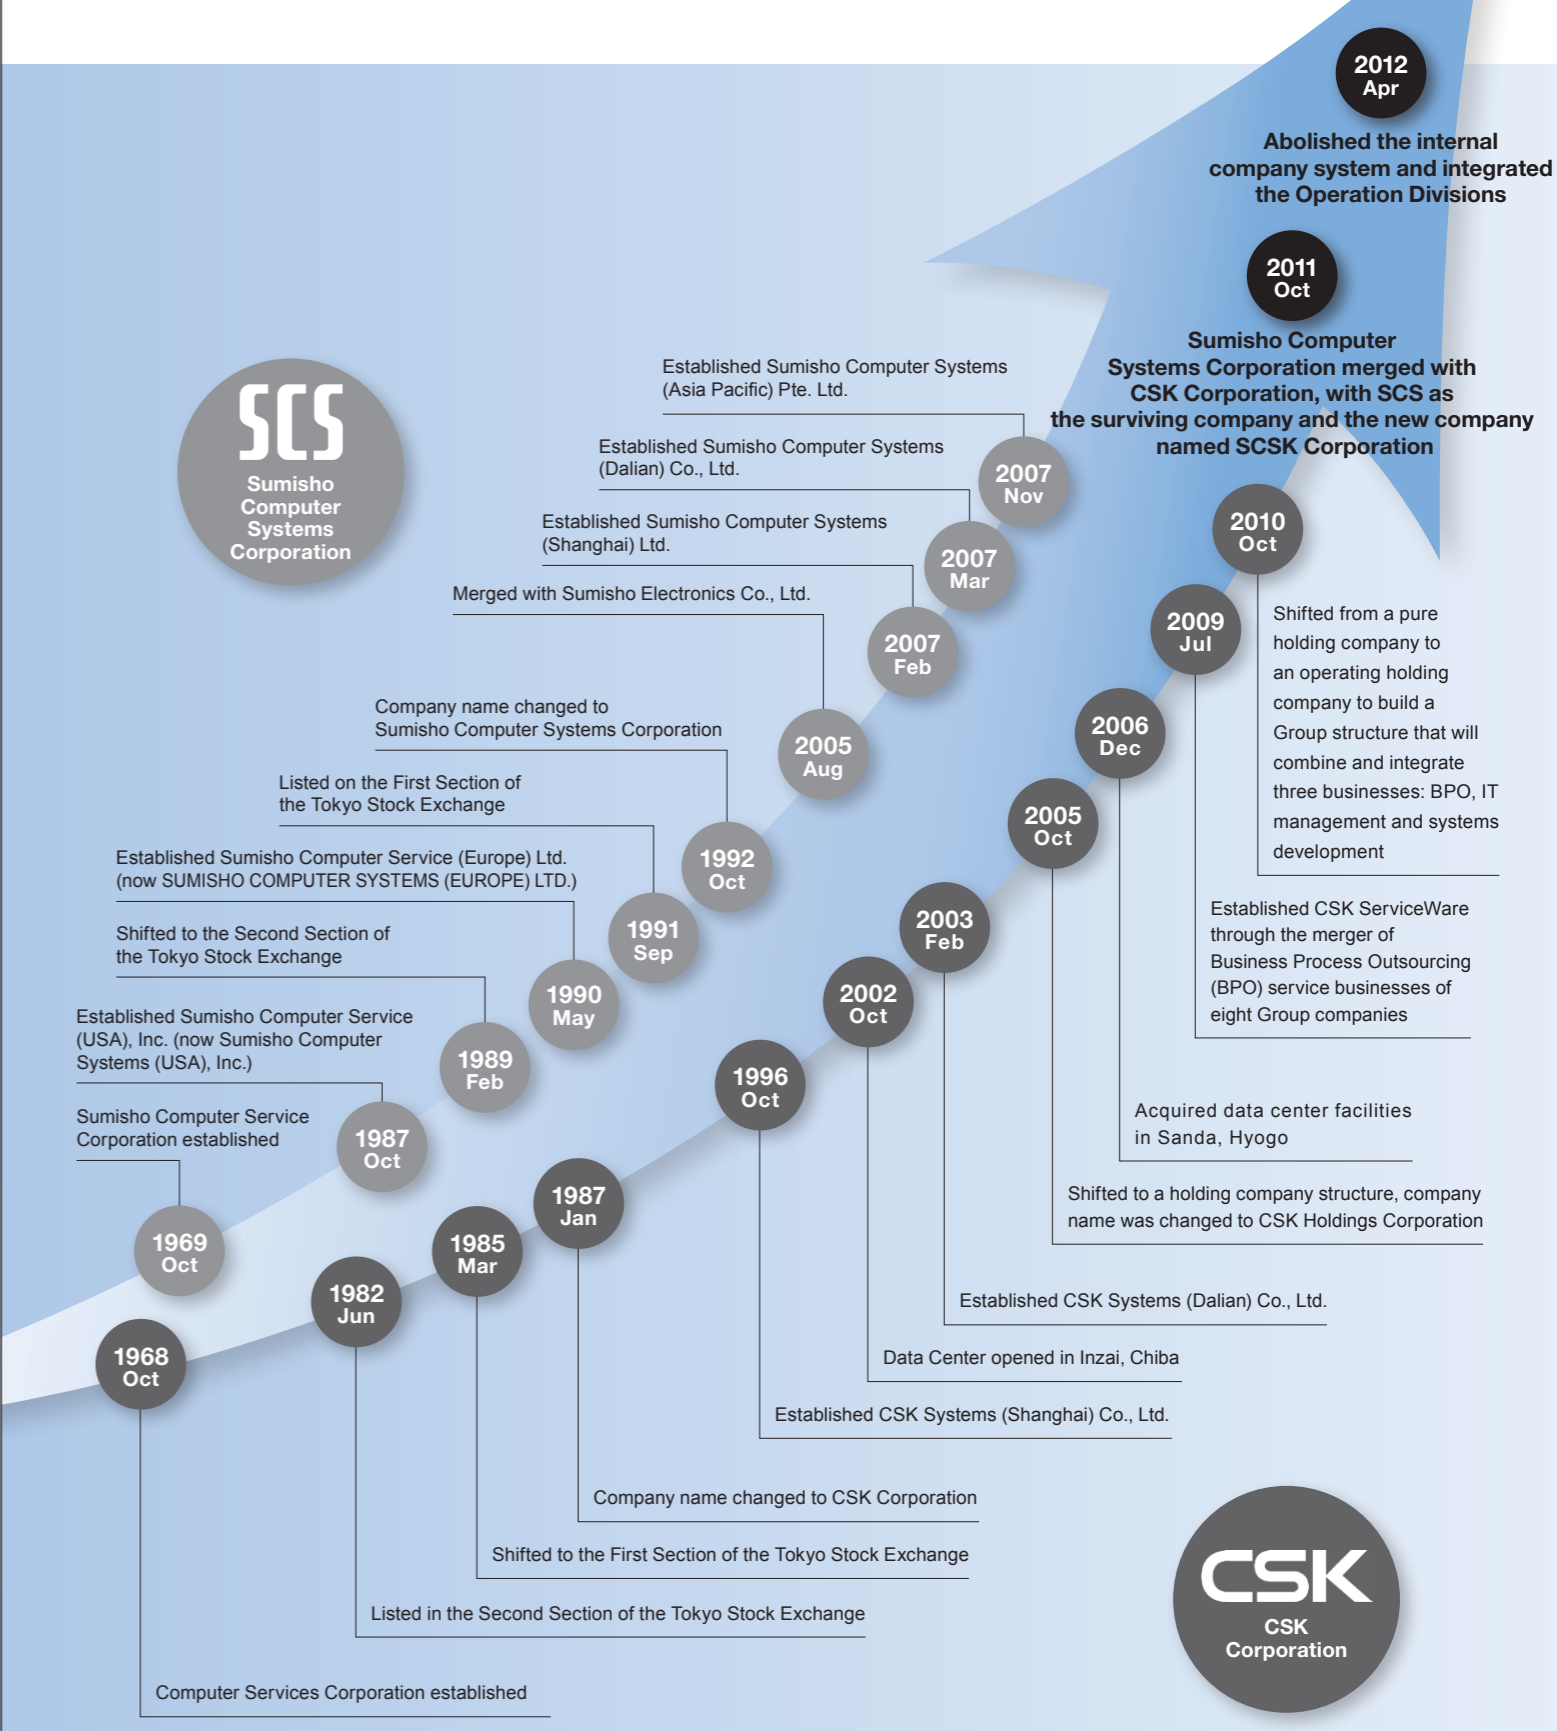 2012
Apr
Abolished the internal
company system and integrated
the Operation Divisions
2011
Oct
Sumisho Computer
Systems Corporation merged with
CSK Corporation, with SCS as
the surviving company and the new company
named SCSK Corporation
SCS
Sumisho
Computer
Systems
Corporation
Established Sumisho Computer Systems
(Asia Pacific) Pte. Ltd.
2007
Nov
Established Sumisho Computer Systems
(Dalian) Co., Ltd.
2007
Mar
Established Sumisho Computer Systems
(Shanghai) Ltd.
2007
Feb
Merged with Sumisho Electronics Co., Ltd.
2005
Aug
Company name changed to
Sumisho Computer Systems Corporation
1992
Oct
Listed on the First Section of
the Tokyo Stock Exchange
1991
Sep
Established Sumisho Computer Service (Europe) Ltd.
(now SUMISHO COMPUTER SYSTEMS (EUROPE) LTD.)
1990
May
Shifted to the Second Section of
the Tokyo Stock Exchange
1989
Feb
Established Sumisho Computer Service
(USA), Inc. (now Sumisho Computer
Systems (USA), Inc.)
1987
Oct
Sumisho Computer Service
Corporation established
1969
Oct
2010
Oct
Shifted from a pure
holding company to
an operating holding
company to build a
Group structure that will
combine and integrate
three businesses: BPO, IT
management and systems
development
2009
Jul
Established CSK ServiceWare
through the merger of
Business Process Outsourcing
(BPO) service businesses of
eight Group companies
2006
Dec
Acquired data center facilities
in Sanda, Hyogo
2005
Oct
Shifted to a holding company structure, company
name was changed to CSK Holdings Corporation
2003
Feb
Established CSK Systems (Dalian) Co., Ltd.
2002
Oct
Data Center opened in Inzai, Chiba
1996
Oct
Established CSK Systems (Shanghai) Co., Ltd.
1987
Jan
Company name changed to CSK Corporation
1985
Mar
Shifted to the First Section of the Tokyo Stock Exchange
1982
Jun
Listed in the Second Section of the Tokyo Stock Exchange
1968
Oct
Computer Services Corporation established
CSK
CSK
Corporation